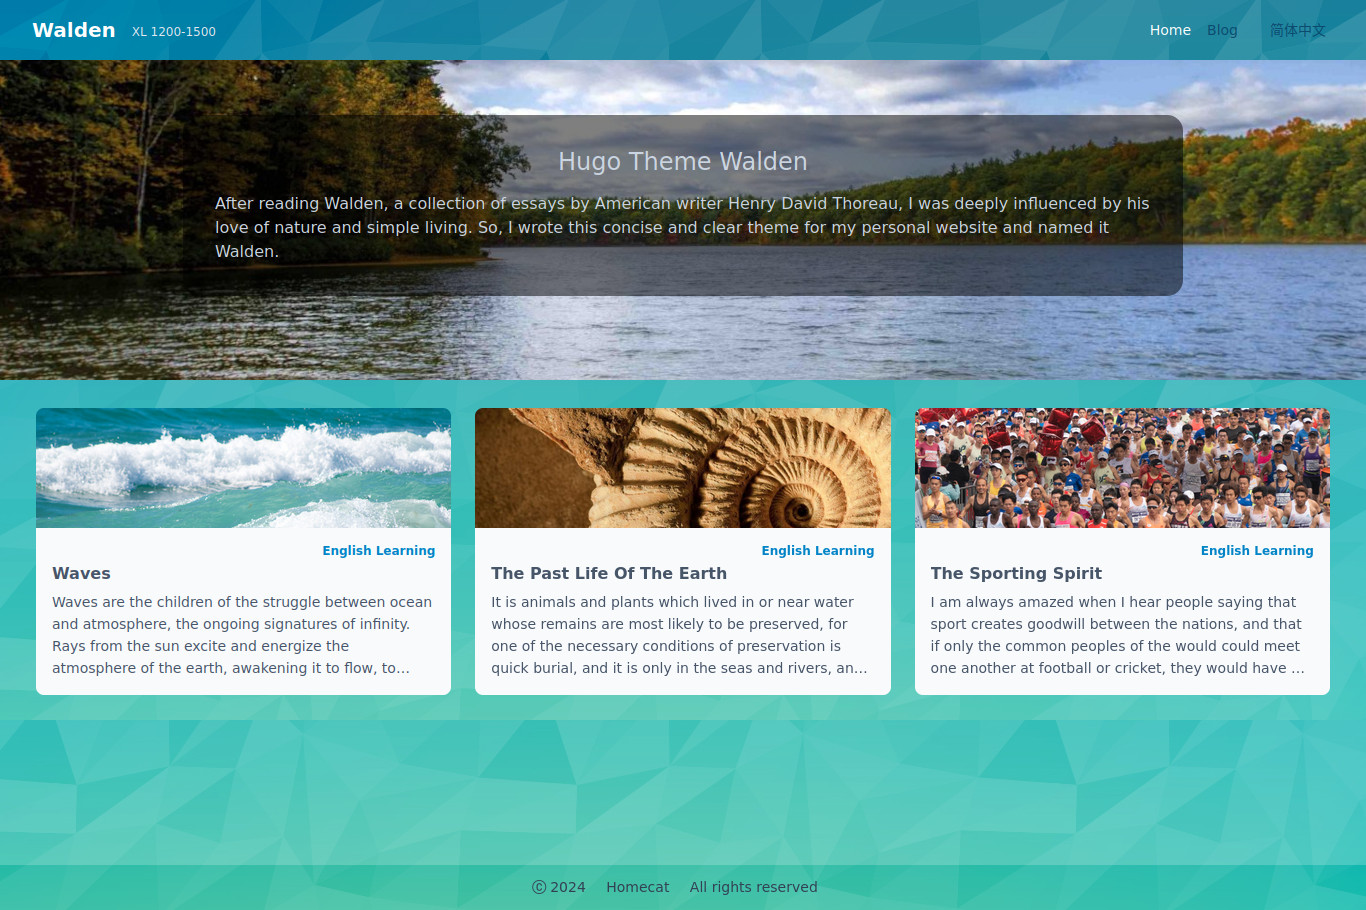 Walden XL 1200-1500 Home Blog 简体中文
Hugo Theme Walden
After reading Walden, a collection of essays by American writer Henry David Thoreau, I was deeply influenced by his
love of nature and simple living. So, I wrote this concise and clear theme for my personal website and named it
Walden.
English Learning
Waves
Waves are the children of the struggle between ocean
and atmosphere, the ongoing signatures of infinity.
Rays from the sun excite and energize the
atmosphere of the earth, awakening it to flow, to…
English Learning
The Past Life Of The Earth
It is animals and plants which lived in or near water
whose remains are most likely to be preserved, for
one of the necessary conditions of preservation is
quick burial, and it is only in the seas and rivers, an…
English Learning
The Sporting Spirit
I am always amazed when I hear people saying that
sport creates goodwill between the nations, and that
if only the common peoples of the would could meet
one another at football or cricket, they would have …
Ⓒ 2024 Homecat All rights reserved